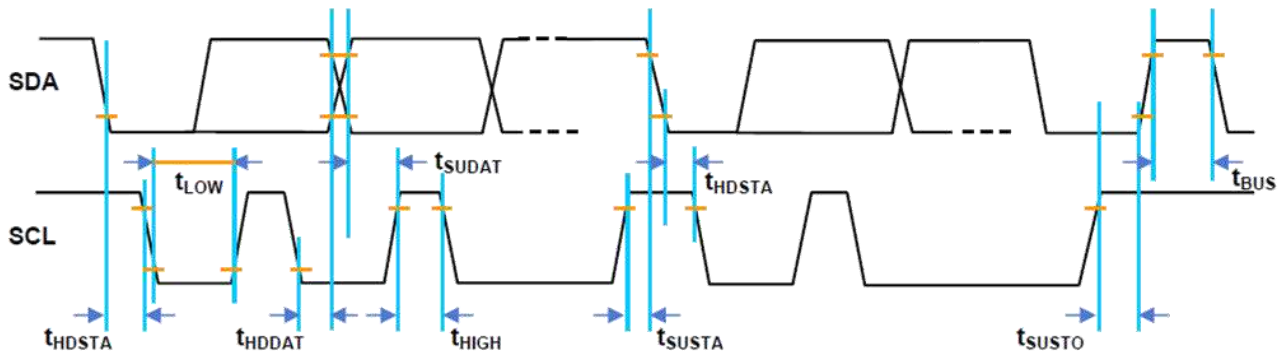 SDA
tSUDAT
tLOW
tHDSTA
tBUS
SCL
tHDSTA
tHDDAT
tHIGH
tSUSTA
tSUSTO